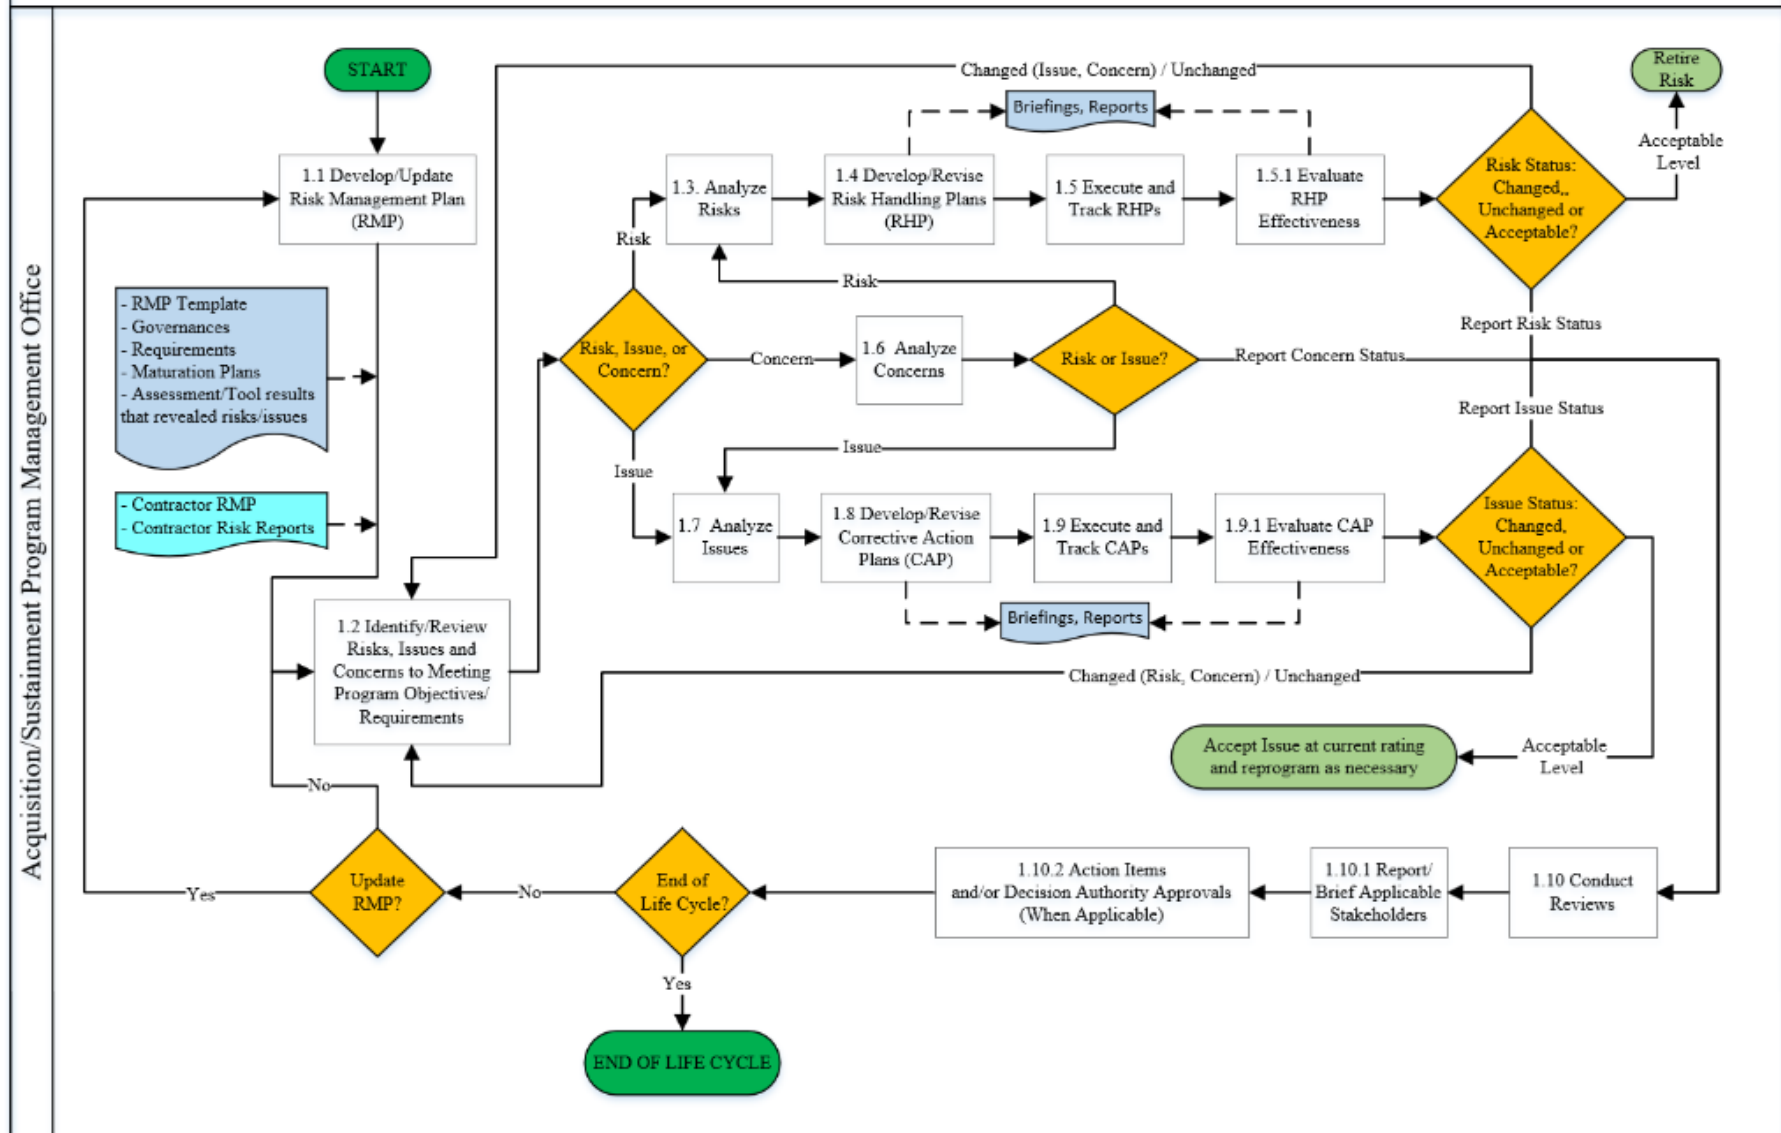 Acquisition/Sustainment Program Management Office
START
Changed (Issue, Concern) / Unchanged
Retire
Risk
Briefings, Reports
Acceptable
Level
1.1 Develop/Update
Risk Management Plan
(RMP)
1.3. Analyze
Risks
1.4 Develop/Revise
Risk Handling Plans
(RHP)
1.5 Execute and
Track RHPs
1.5.1 Evaluate
RHP
Effectiveness
Risk Status:
Changed,,
Unchanged or
Acceptable?
Risk
Risk
- RMP Template
- Governances
- Requirements
- Maturation Plans
- Assessment/Tool results
that revealed risks/issues
Report Risk Status
Risk, Issue, or
Concern?
Concern
1.6 Analyze
Concerns
Risk or Issue?
Report Concern Status
Report Issue Status
Issue
Issue
- Contractor RMP
- Contractor Risk Reports
1.7 Analyze
Issues
1.8 Develop/Revise
Corrective Action
Plans (CAP)
1.9 Execute and
Track CAPs
1.9.1 Evaluate CAP
Effectiveness
Issue Status:
Changed,
Unchanged or
Acceptable?
Briefings, Reports
1.2 Identify/Review
Risks, Issues and
Concerns to Meeting
Program Objectives/
Requirements
Changed (Risk, Concern) / Unchanged
Accept Issue at current rating
and reprogram as necessary
Acceptable
Level
No
Update
RMP?
Yes
No
End of
Life Cycle?
1.10.2 Action Items
and/or Decision Authority Approvals
(When Applicable)
1.10.1 Report/
Brief Applicable
Stakeholders
1.10 Conduct
Reviews
Yes
END OF LIFE CYCLE